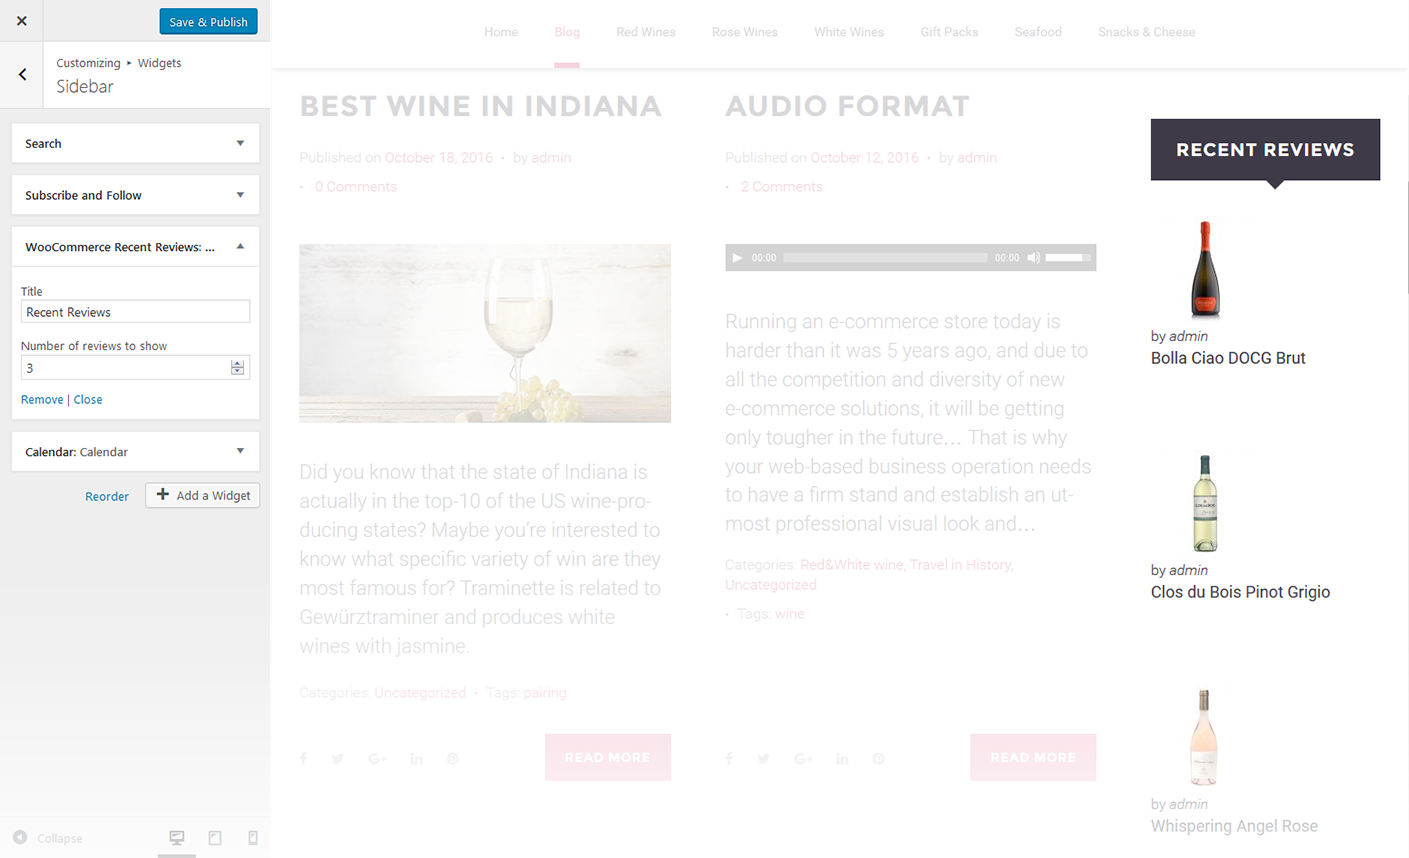 Save & Publish
Customizing ▸ Widgets
Sidebar
Search
Subscribe and Follow
WooCommerce Recent Reviews: ...
Title
Recent Reviews
Number of reviews to show
3
Remove | Close
Calendar: Calendar
Reorder
Add a Widget
Collapse
Home Blog Red Wines Rose Wines White Wines Gift Packs Seafood Snacks & Cheese
BEST WINE IN INDIANA
Published on October 18, 2016 • by admin
• 0 Comments
Did you know that the state of Indiana is
actually in the top-10 of the US wine-pro-
ducing states? Maybe you’re interested to
know what specific variety of win are they
most famous for? Traminette is related to
Gewürztraminer and produces white
wines with jasmine.
Categories: Uncategorized • Tags: pairing
READ MORE
AUDIO FORMAT
Published on October 12, 2016 • by admin
• 2 Comments
00:00 00:00
Running an e-commerce store today is
harder than it was 5 years ago, and due to
all the competition and diversity of new
e-commerce solutions, it will be getting
only tougher in the future… That is why
your web-based business operation needs
to have a firm stand and establish an ut-
most professional visual look and…
Categories: Red&White wine, Travel in History,
Uncategorized
• Tags: wine
READ MORE
RECENT REVIEWS
by admin
Bolla Ciao DOCG Brut
by admin
Clos du Bois Pinot Grigio
by admin
Whispering Angel Rose